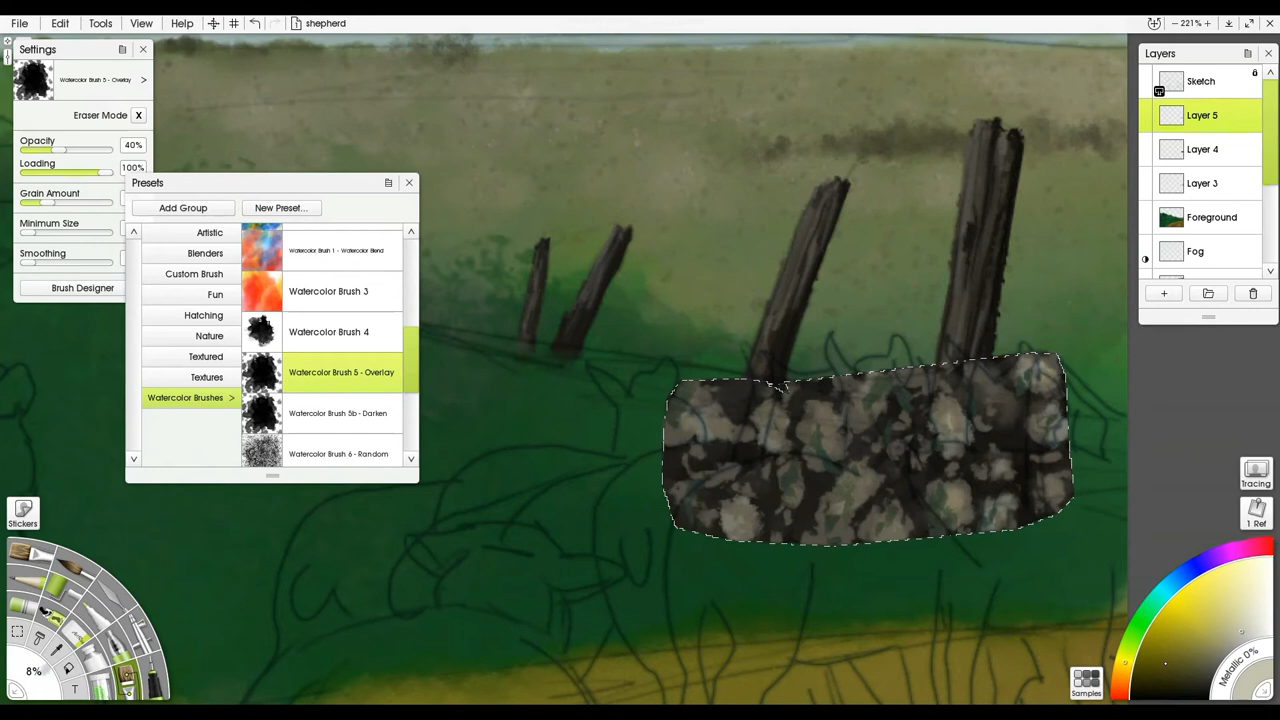 File Edit Tools View Help shepherd
− 221% +
Settings
Watercolor Brush 5 - Overlay >
Eraser Mode X
Opacity 40%
Loading 100%
Grain Amount
Minimum Size
Smoothing
Brush Designer
Presets
Add Group New Preset...
Artistic
Blenders
Custom Brush
Fun
Hatching
Nature
Textured
Textures
Watercolor Brushes >
Watercolor Brush 1 - Watercolor Blend
Watercolor Brush 3
Watercolor Brush 4
Watercolor Brush 5 - Overlay
Watercolor Brush 5b - Darken
Watercolor Brush 6 - Random
Layers
Sketch
Layer 5
Layer 4
Layer 3
Foreground
Fog
Tracing
1 Ref
Stickers
8%
T
Samples
Metallic 0%